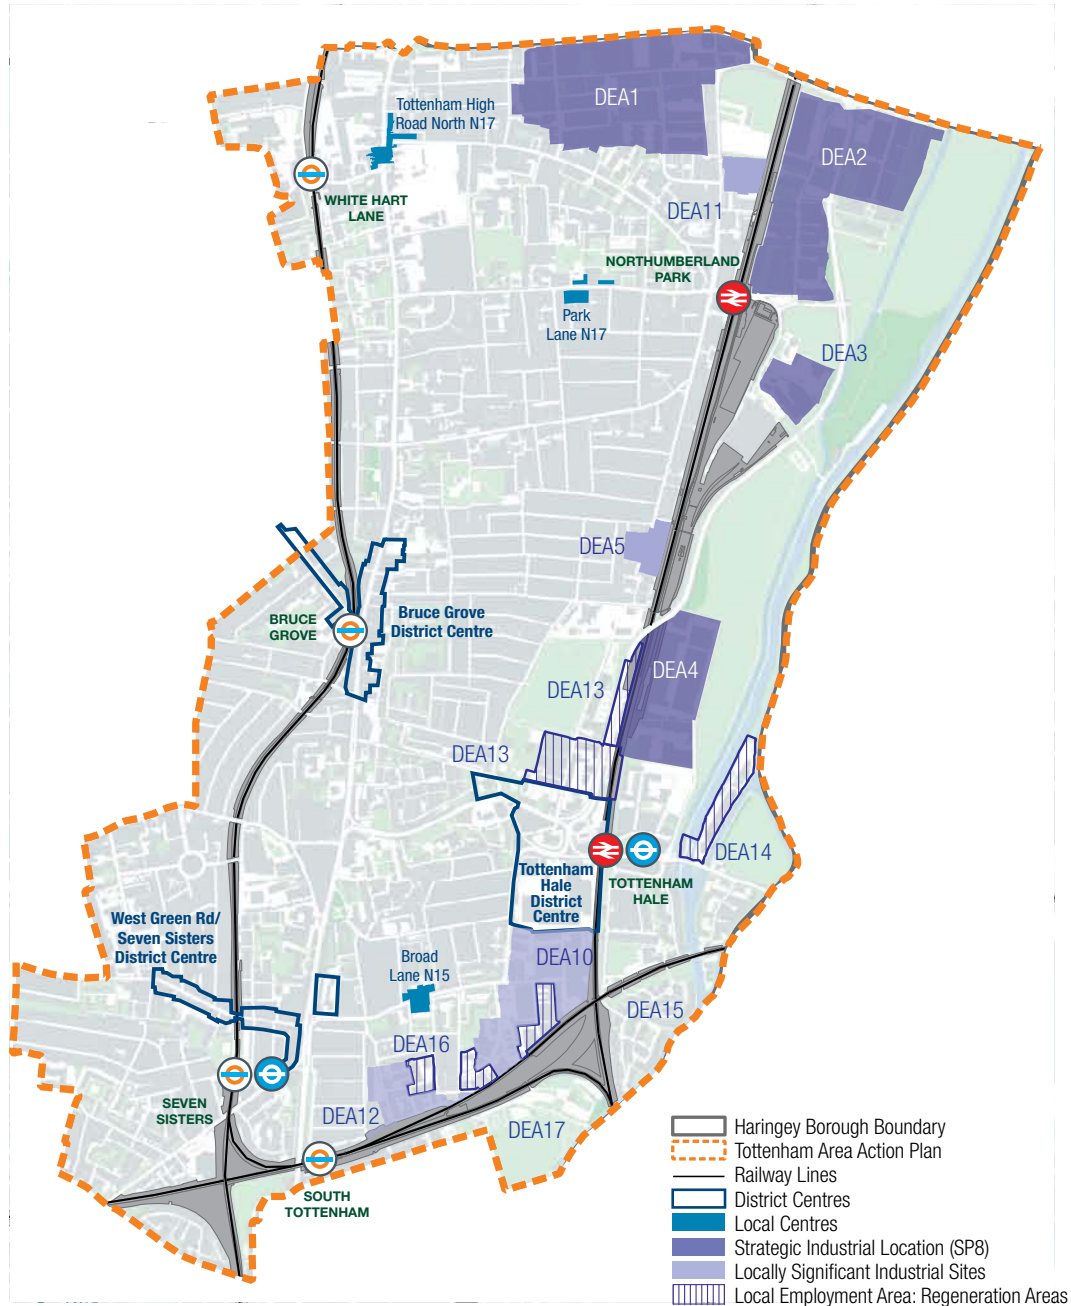 DEA1
Tottenham High
Road North N17
DEA2
WHITE HART
LANE
DEA11
NORTHUMBERLAND
PARK
Park
Lane N17
DEA3
DEA5
BRUCE
GROVE
Bruce Grove
District Centre
DEA4
DEA13
DEA13
DEA14
Tottenham
Hale
District
Centre
TOTTENHAM
HALE
West Green Rd/
Seven Sisters
District Centre
Broad
Lane N15
DEA10
DEA15
DEA16
SEVEN
SISTERS
DEA12
DEA17
SOUTH
TOTTENHAM
Haringey Borough Boundary
Tottenham Area Action Plan
Railway Lines
District Centres
Local Centres
Strategic Industrial Location (SP8)
Locally Significant Industrial Sites
Local Employment Area: Regeneration Areas